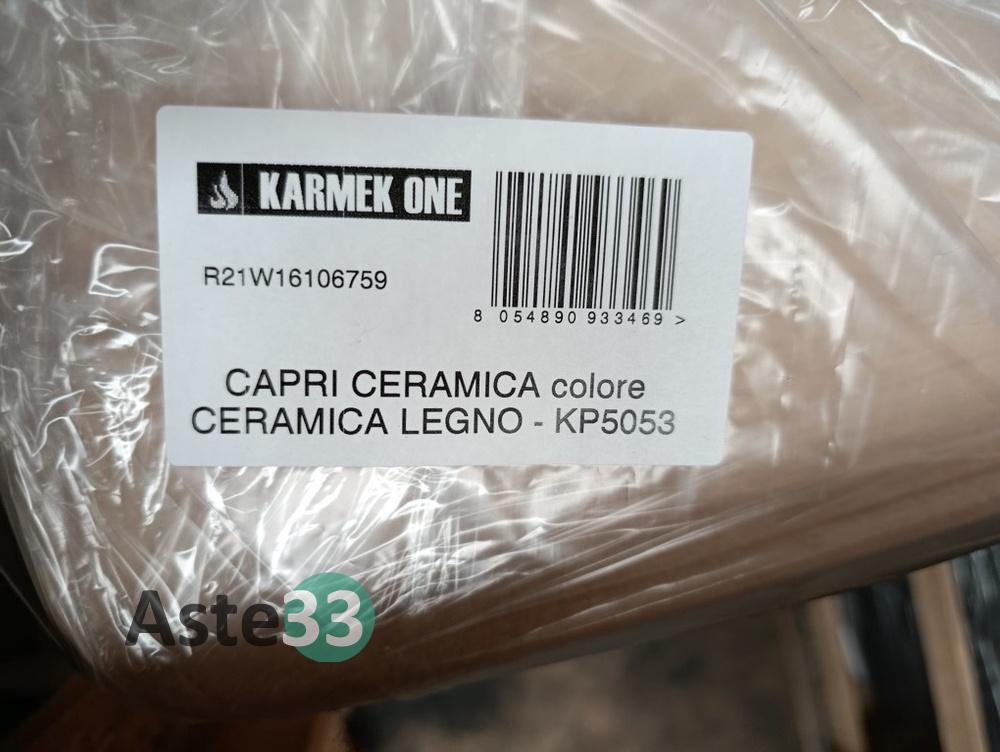 KARMEK ONE
R21W16106759
8 054890 933469 >
CAPRI CERAMICA colore
CERAMICA LEGNO - KP5053
Aste33